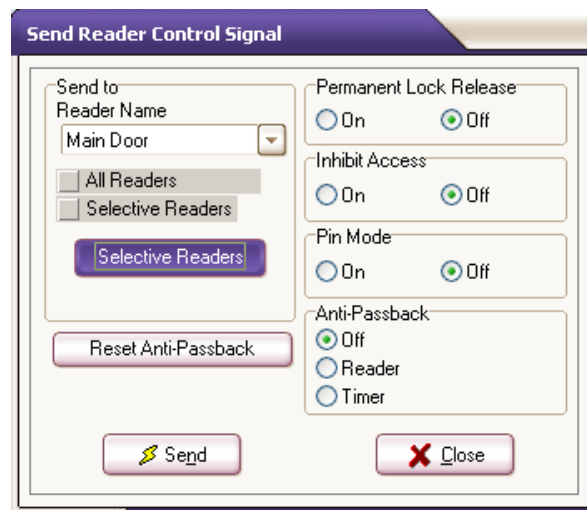 Send Reader Control Signal
Send to
Reader Name
Main Door
All Readers
Selective Readers
Selective Readers
Reset Anti-Passback
Send
Permanent Lock Release
On Off
Inhibit Access
On Off
Pin Mode
On Off
Anti-Passback
Off
Reader
Timer
Close